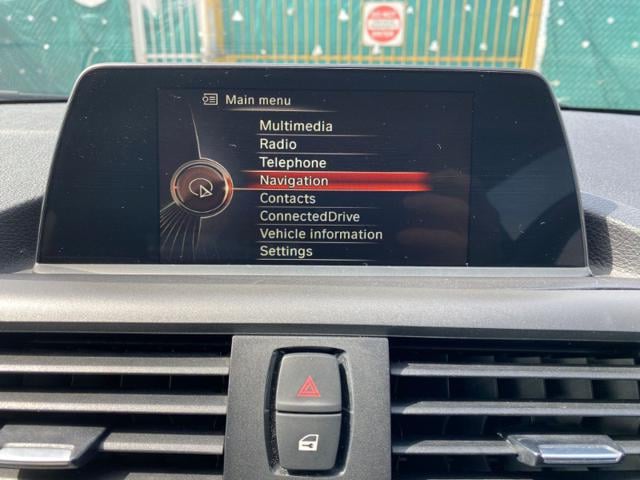 Main menu
Multimedia
Radio
Telephone
Navigation
Contacts
ConnectedDrive
Vehicle information
Settings